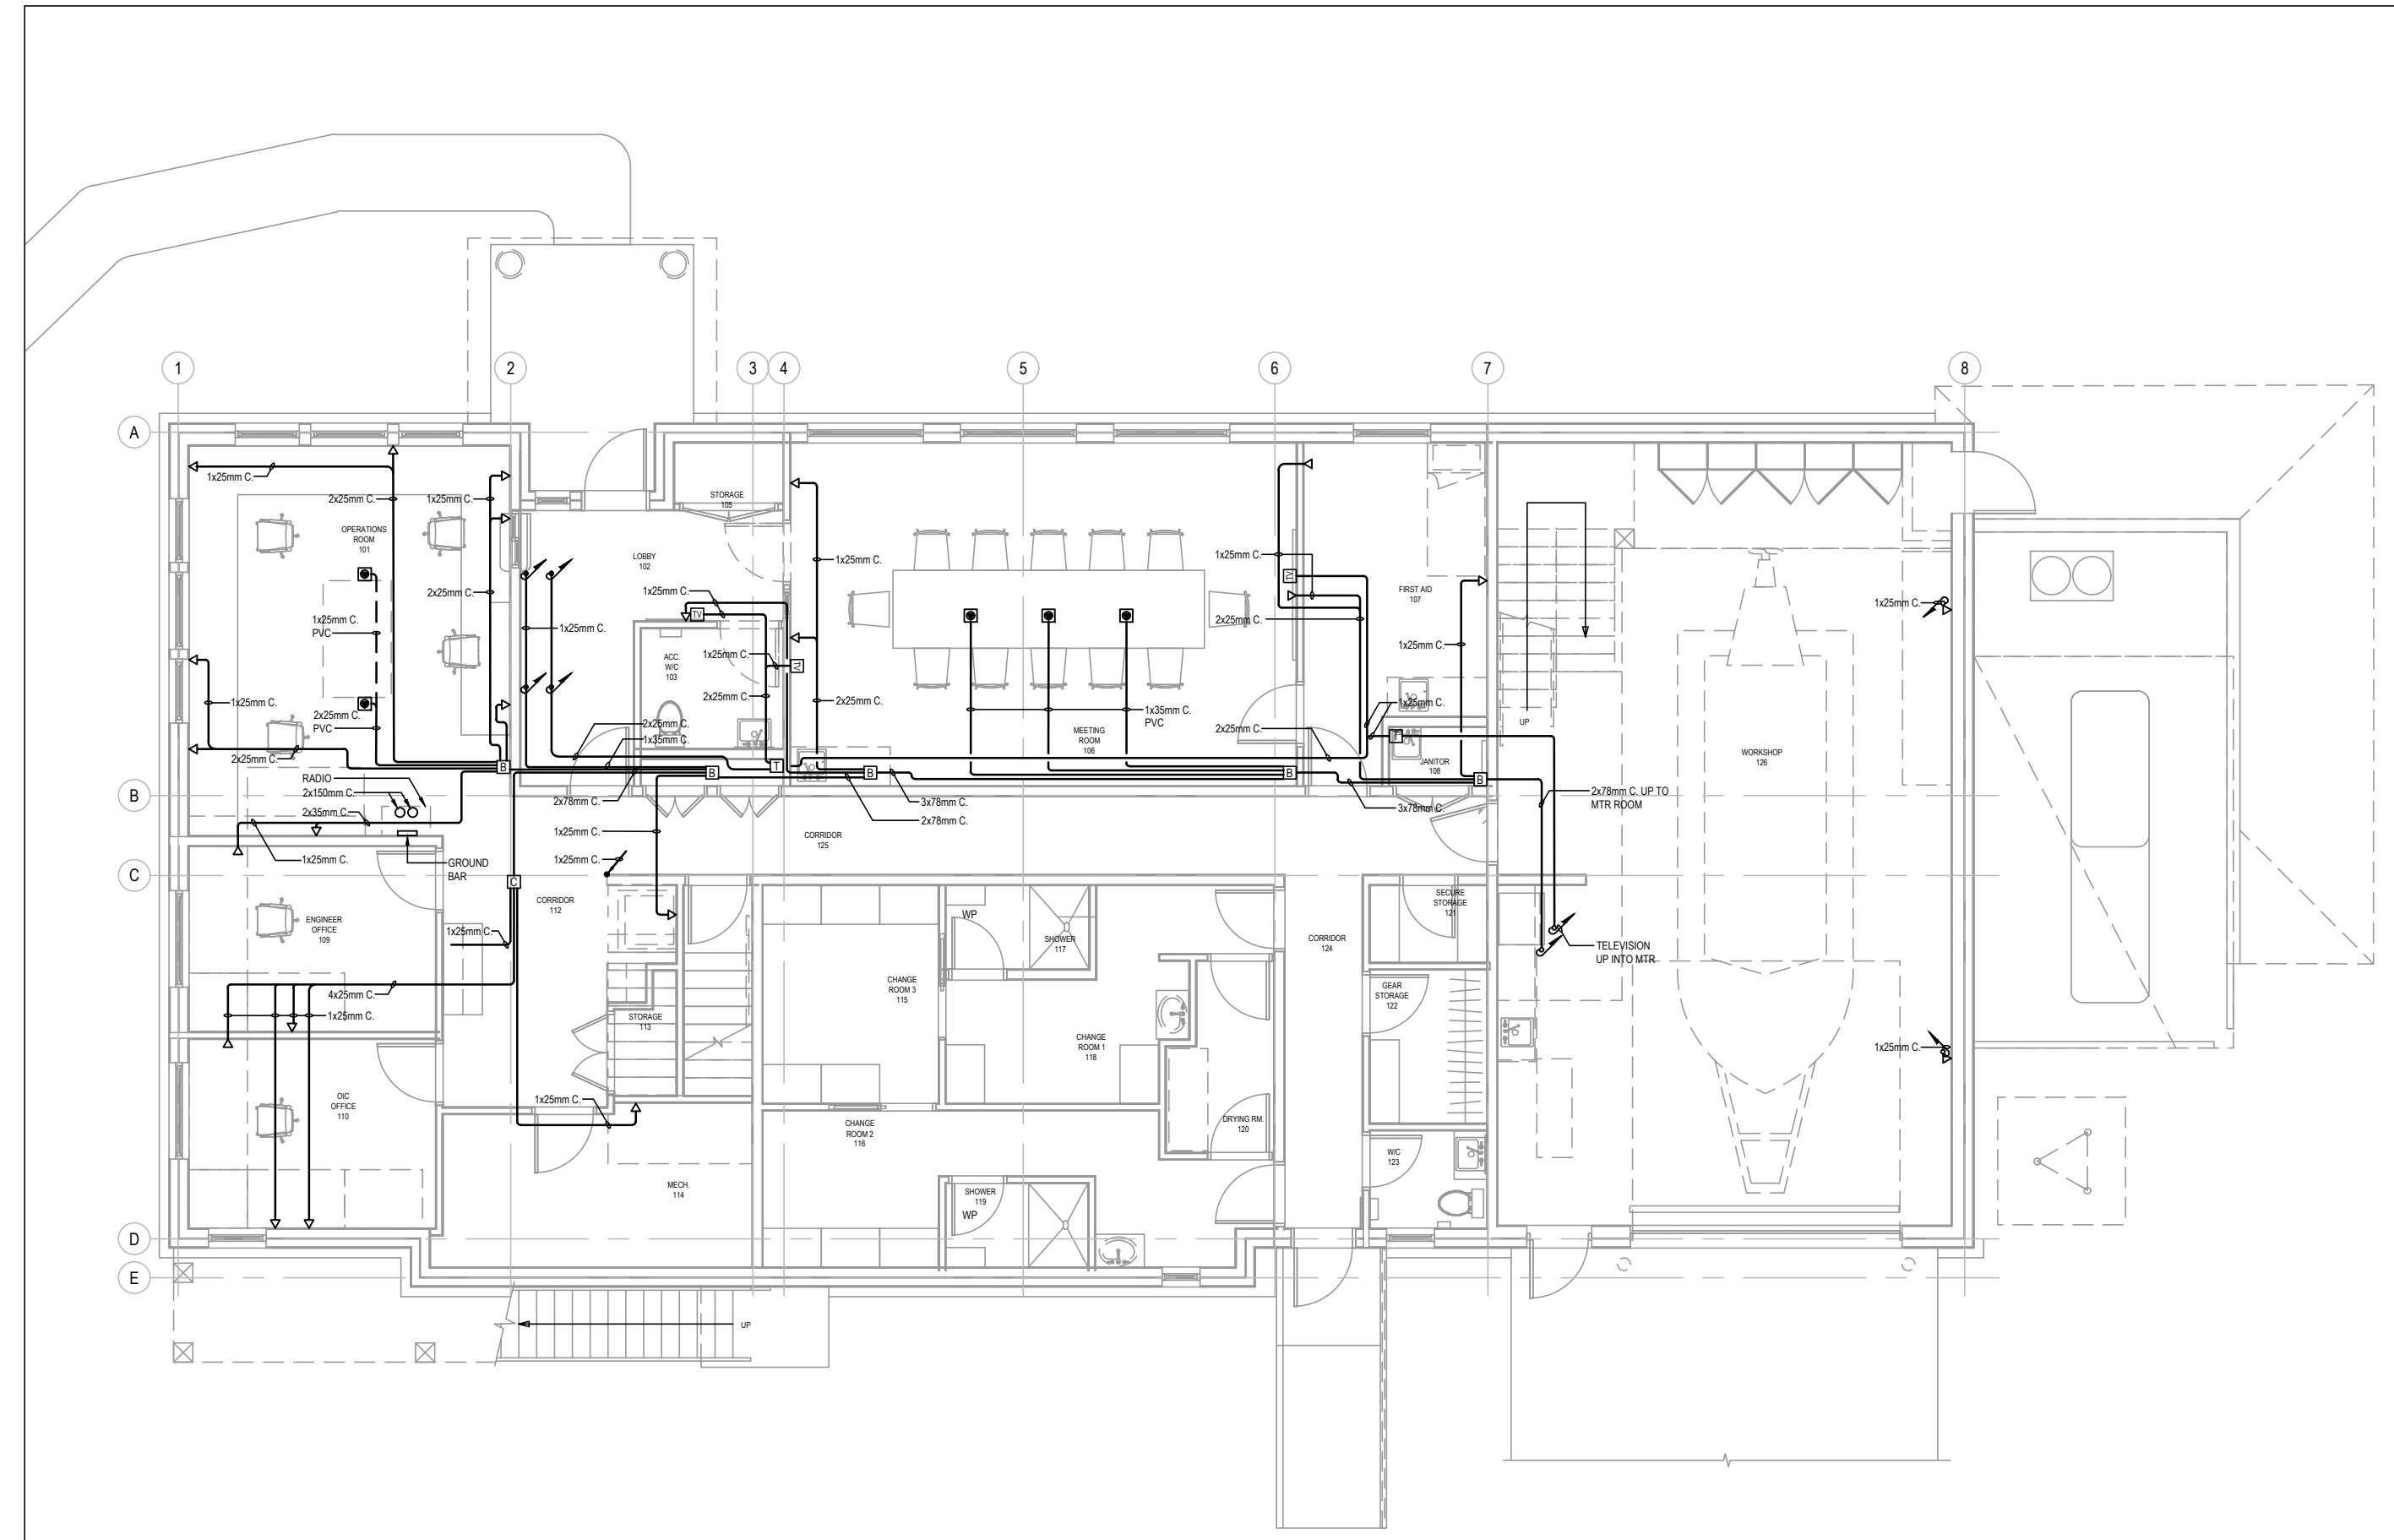 1
2
3
4
5
6
7
8
A
1x25mm C.
2x25mm C.
1x25mm C.
STORAGE
105
OPERATIONS
ROOM
101
LOBBY
102
1x25mm C.
1x25mm C.
TV
FIRST AID
107
1x25mm C.
2x25mm C.
1x25mm C.
TV
1x25mm C.
PVC
1x25mm C.
2x25mm C.
1x25mm C.
ACC.
W/C
103
1x25mm C.
TV
1x25mm C.
2x25mm C.
2x25mm C.
1x25mm C.
1x25mm C.
2x25mm C.
PVC
2x25mm C.
1x35mm C.
1x35mm C.
PVC
MEETING
ROOM
106
2x25mm C.
UP
T
JANITOR
108
WORKSHOP
126
2x25mm C.
B
B
T
B
B
B
RADIO
2x150mm C.
2x35mm C.
B
2x78mm C.
3x78mm C.
2x78mm C.
3x78mm C.
2x78mm C. UP TO
MTR ROOM
1x25mm C.
CORRIDOR
125
1x25mm C.
1x25mm C.
GROUND
BAR
C
C
CORRIDOR
112
SECURE
STORAGE
121
ENGINEER
OFFICE
109
1x25mm C.
WP
SHOWER
117
CORRIDOR
124
TELEVISION
UP INTO MTR
4x25mm C.
1x25mm C.
CHANGE
ROOM 3
115
GEAR
STORAGE
122
STORAGE
113
CHANGE
ROOM 1
118
1x25mm C.
OIC
OFFICE
110
1x25mm C.
CHANGE
ROOM 2
116
DRYING RM.
120
W/C
123
MECH.
114
SHOWER
119
WP
D
E
UP